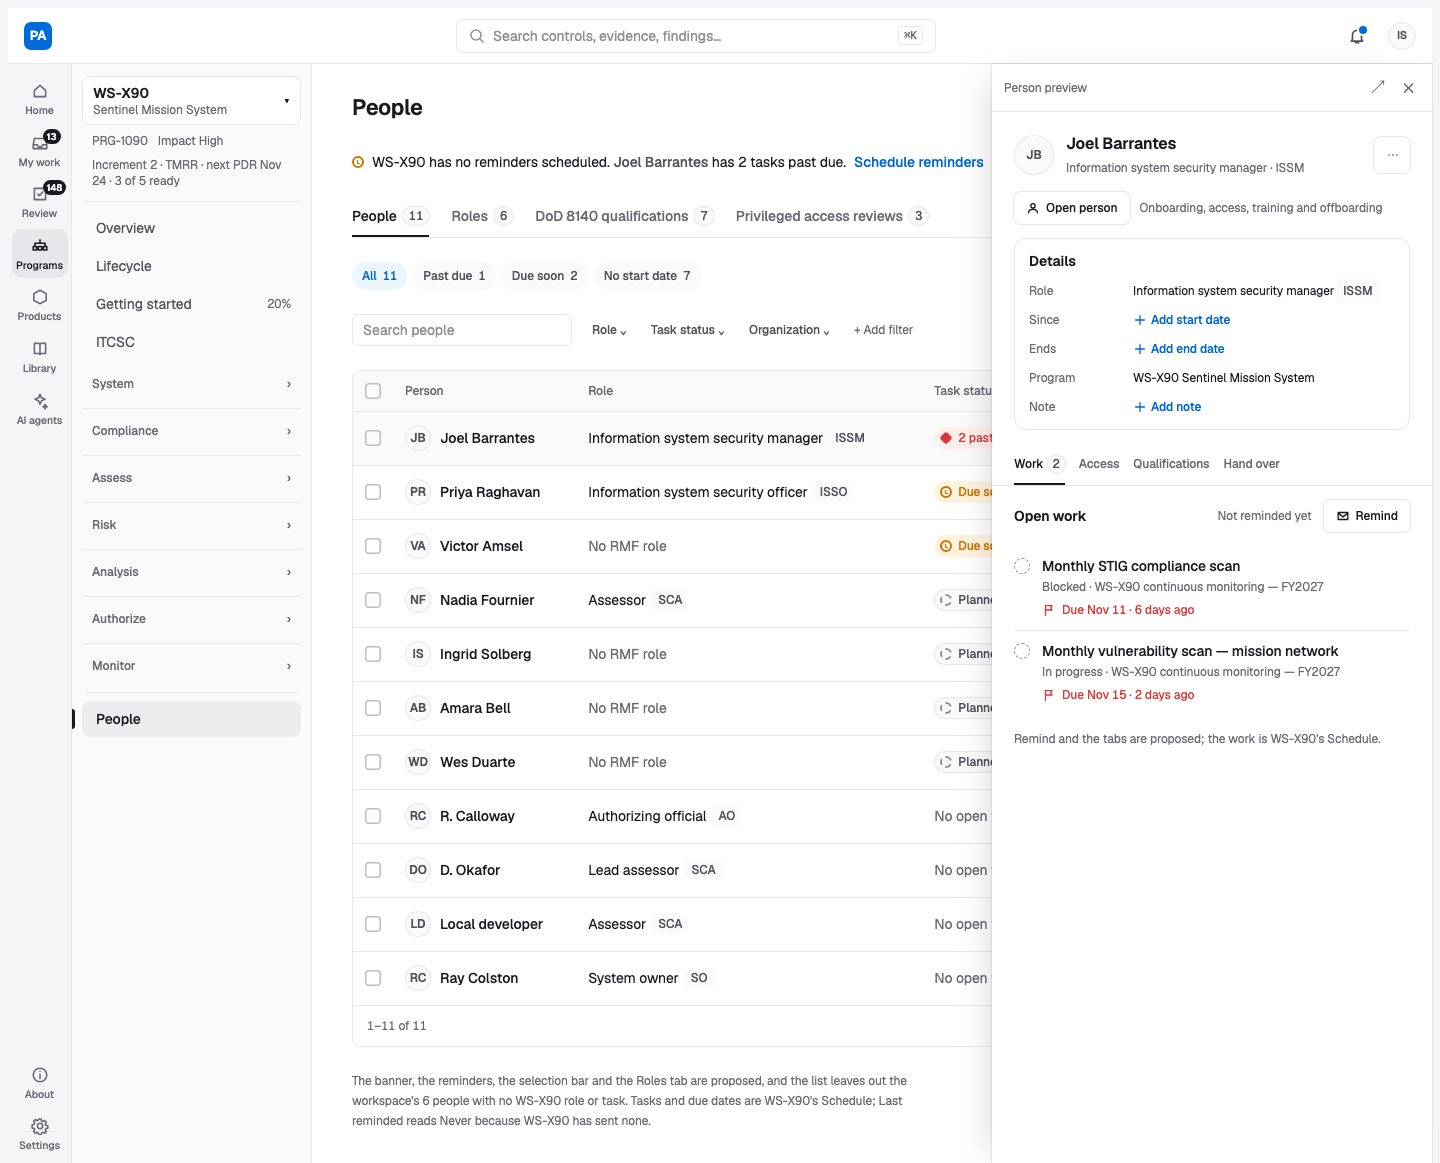 PA
Search controls, evidence, findings...
⌘K
IS
Home
13
My work
148
Review
Programs
Products
Library
AI agents
About
Settings
WS-X90
Sentinel Mission System
PRG-1090 Impact High
Increment 2 · TMRR · next PDR Nov
24 · 3 of 5 ready
Overview
Lifecycle
Getting started 20%
ITCSC
System
Compliance
Assess
Risk
Analysis
Authorize
Monitor
People
People
WS-X90 has no reminders scheduled. Joel Barrantes has 2 tasks past due. Schedule reminders
People 11 Roles 6 DoD 8140 qualifications 7 Privileged access reviews 3
All 11 Past due 1 Due soon 2 No start date 7
Search people Role Task status Organization + Add filter
Person Role Task statu
JB Joel Barrantes Information system security manager ISSM 2 past
PR Priya Raghavan Information system security officer ISSO Due so
VA Victor Amsel No RMF role Due so
NF Nadia Fournier Assessor SCA Planne
IS Ingrid Solberg No RMF role Planne
AB Amara Bell No RMF role Planne
WD Wes Duarte No RMF role Planne
RC R. Calloway Authorizing official AO No open
DO D. Okafor Lead assessor SCA No open
LD Local developer Assessor SCA No open
RC Ray Colston System owner SO No open
1–11 of 11
The banner, the reminders, the selection bar and the Roles tab are proposed, and the list leaves out the
workspace's 6 people with no WS-X90 role or task. Tasks and due dates are WS-X90's Schedule; Last
reminded reads Never because WS-X90 has sent none.
Person preview
JB
Joel Barrantes
Information system security manager · ISSM
Open person Onboarding, access, training and offboarding
Details
Role Information system security manager ISSM
Since Add start date
Ends Add end date
Program WS-X90 Sentinel Mission System
Note Add note
Work 2 Access Qualifications Hand over
Open work Not reminded yet Remind
Monthly STIG compliance scan
Blocked · WS-X90 continuous monitoring — FY2027
Due Nov 11 · 6 days ago
Monthly vulnerability scan — mission network
In progress · WS-X90 continuous monitoring — FY2027
Due Nov 15 · 2 days ago
Remind and the tabs are proposed; the work is WS-X90's Schedule.